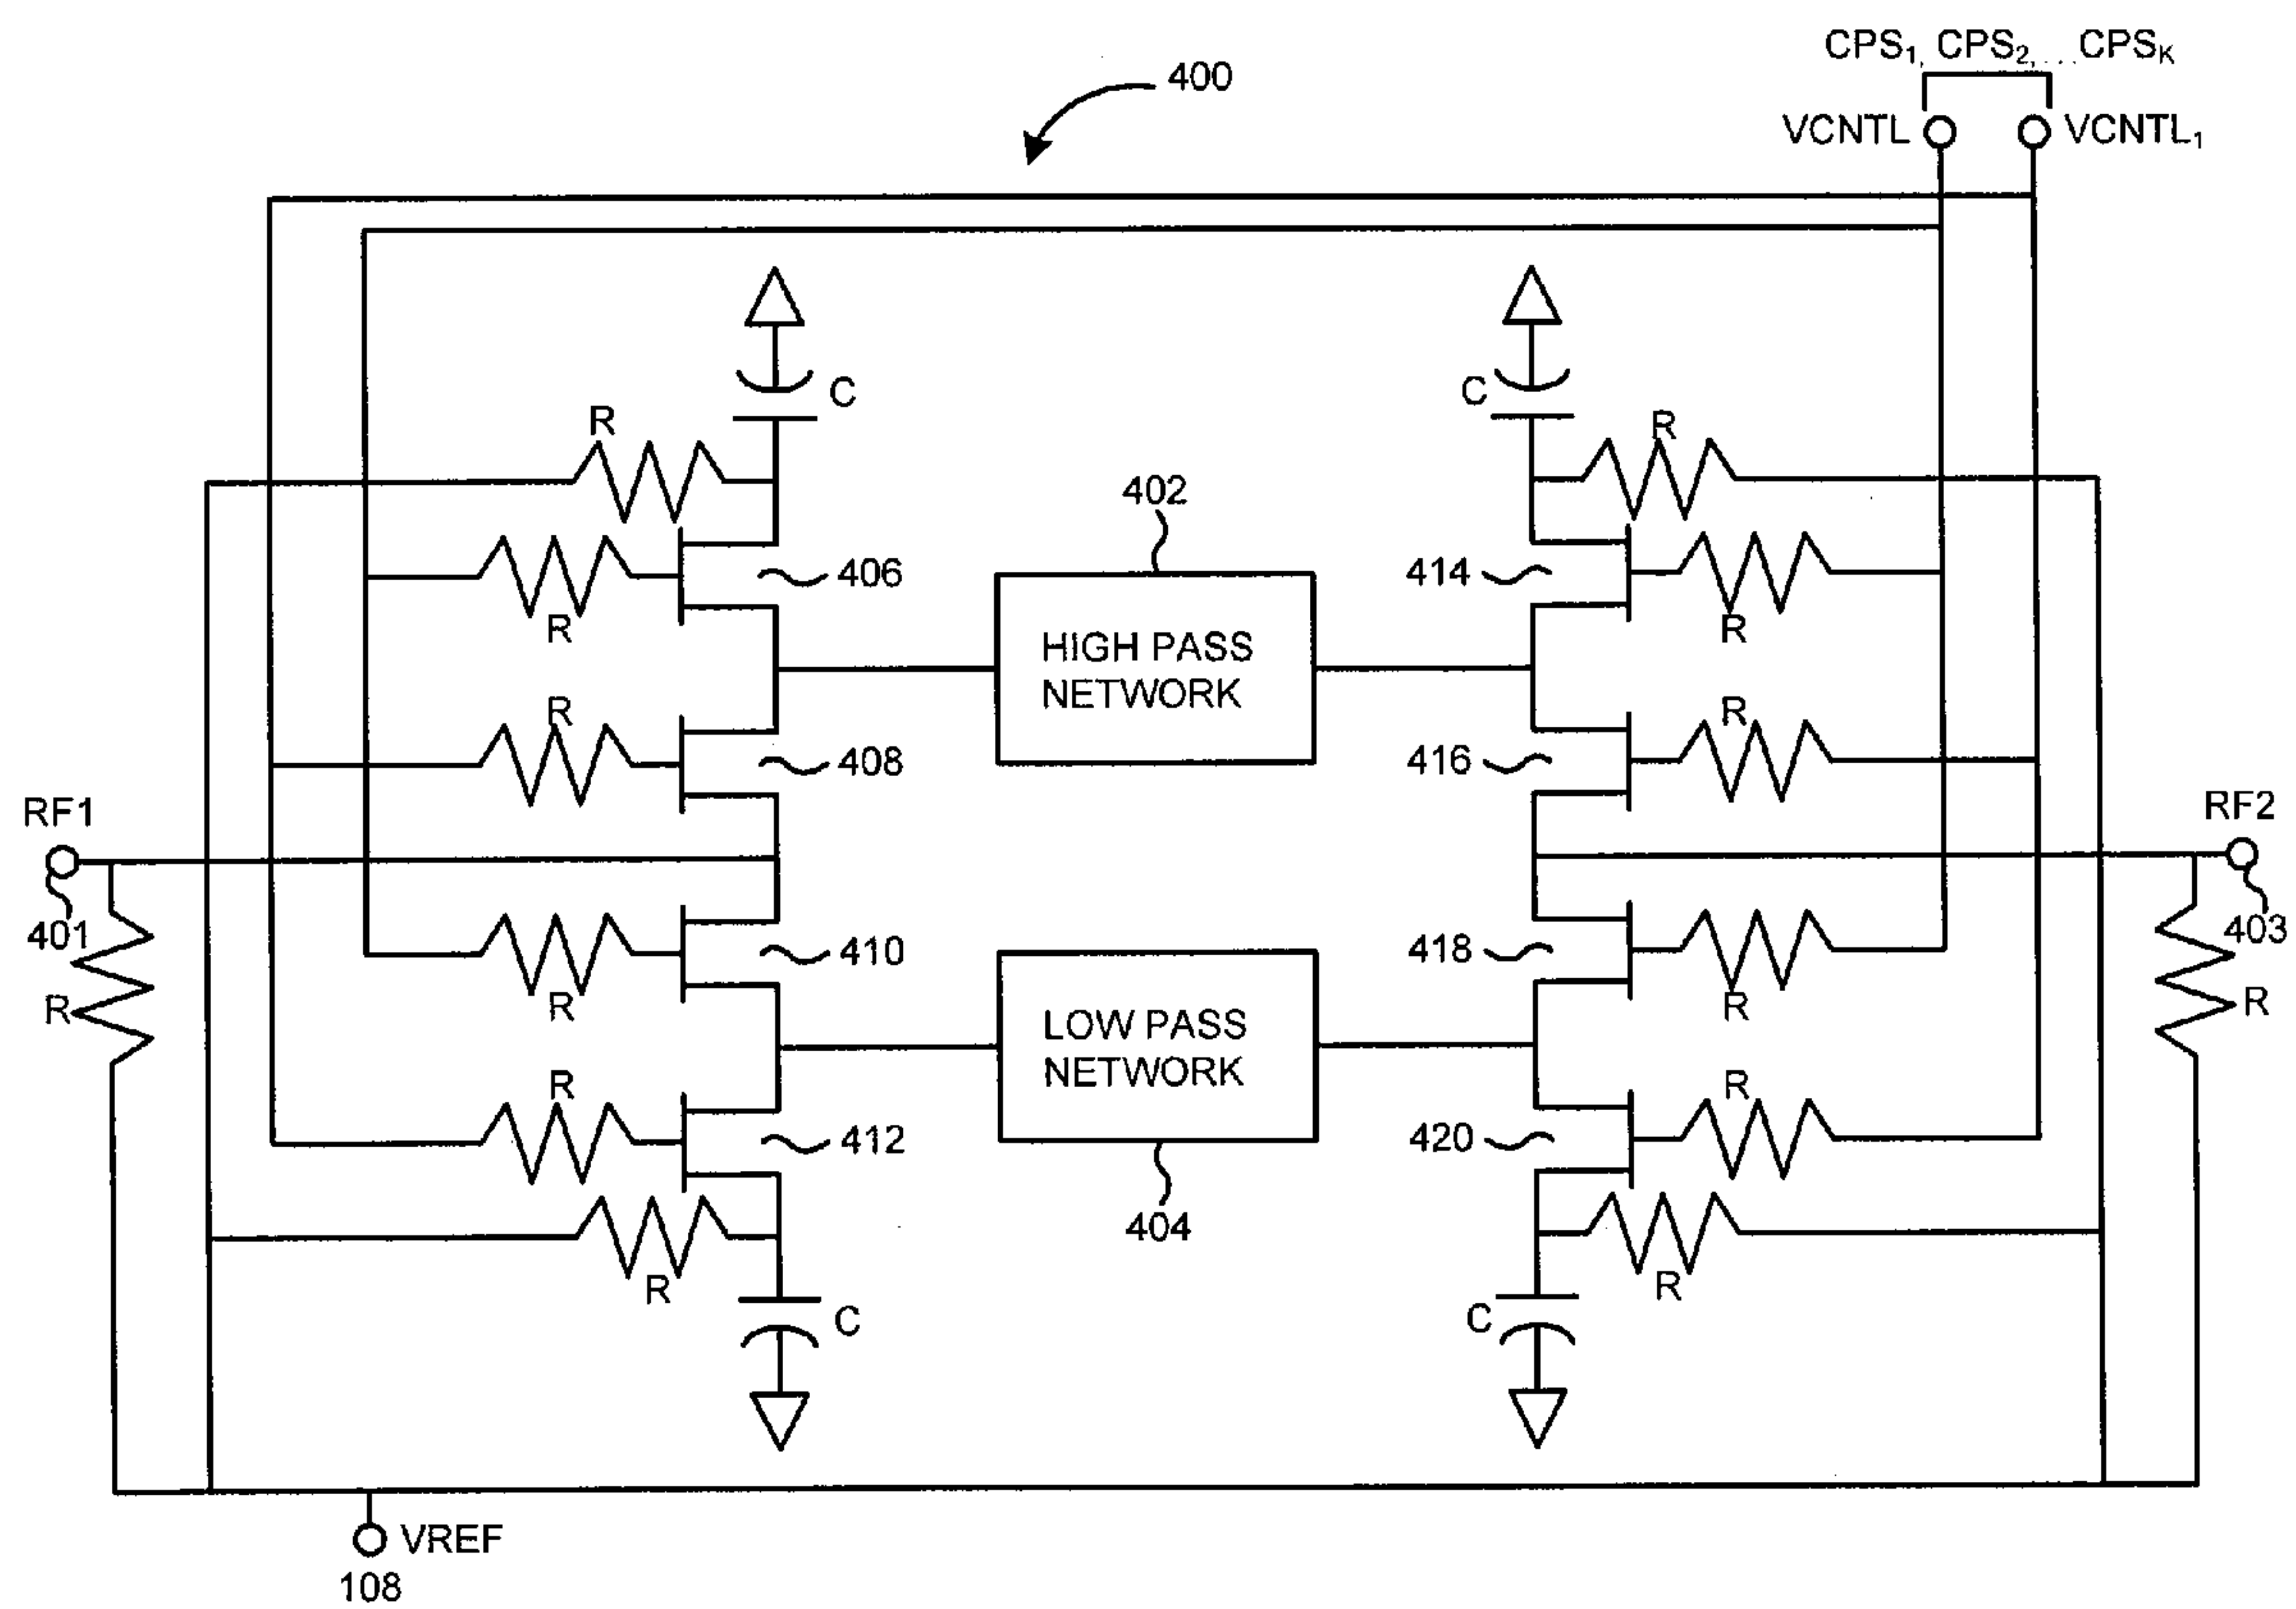 CPS₁, CPS₂, ... CPSK
400
VCNTL
VCNTL₁
C
C
R
R
402
406
414
R
R
HIGH PASS
NETWORK
R
R
408
416
RF1
RF2
401
403
410
418
R
R
R
R
LOW PASS
NETWORK
R
R
412
420
404
R
R
C
C
VREF
108